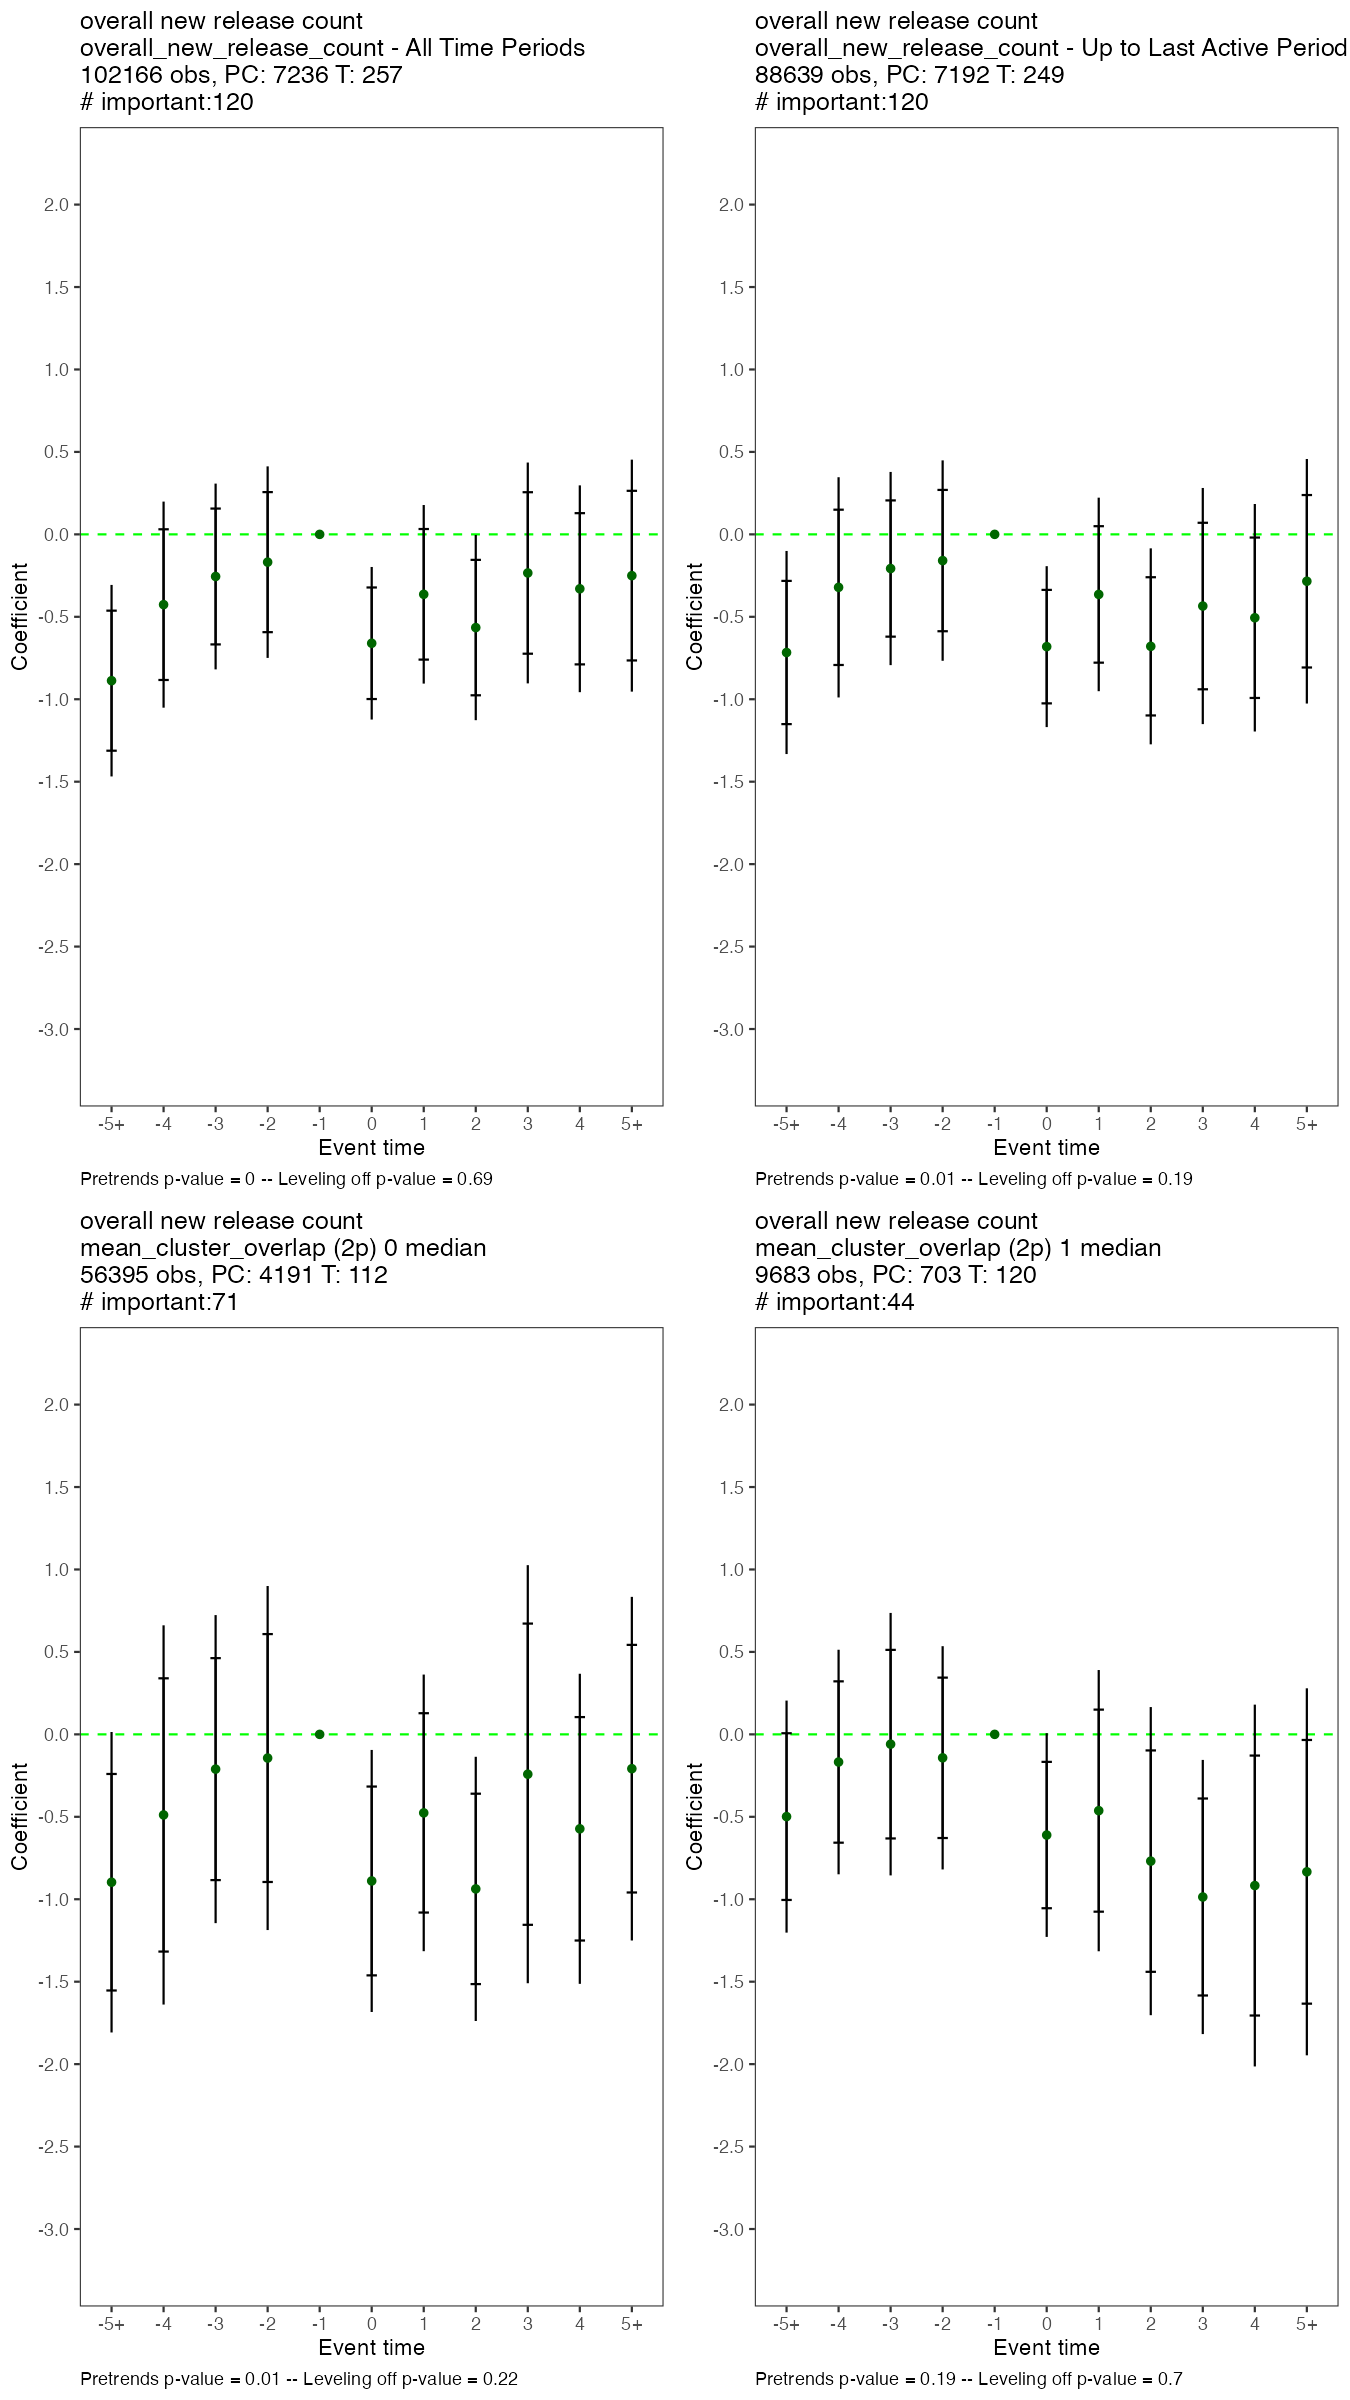 overall new release count
overall_new_release_count - All Time Periods
102166 obs, PC: 7236 T: 257
# important:120
2.0
1.5
1.0
0.5
0.0
-0.5
-1.0
-1.5
-2.0
-2.5
-3.0
Coefficient
-5+ -4 -3 -2 -1 0 1 2 3 4 5+
Event time
Pretrends p-value = 0 -- Leveling off p-value = 0.69
overall new release count
overall_new_release_count - Up to Last Active Period
88639 obs, PC: 7192 T: 249
# important:120
2.0
1.5
1.0
0.5
0.0
-0.5
-1.0
-1.5
-2.0
-2.5
-3.0
Coefficient
-5+ -4 -3 -2 -1 0 1 2 3 4 5+
Event time
Pretrends p-value = 0.01 -- Leveling off p-value = 0.19
overall new release count
mean_cluster_overlap (2p) 0 median
56395 obs, PC: 4191 T: 112
# important:71
2.0
1.5
1.0
0.5
0.0
-0.5
-1.0
-1.5
-2.0
-2.5
-3.0
Coefficient
-5+ -4 -3 -2 -1 0 1 2 3 4 5+
Event time
Pretrends p-value = 0.01 -- Leveling off p-value = 0.22
overall new release count
mean_cluster_overlap (2p) 1 median
9683 obs, PC: 703 T: 120
# important:44
2.0
1.5
1.0
0.5
0.0
-0.5
-1.0
-1.5
-2.0
-2.5
-3.0
Coefficient
-5+ -4 -3 -2 -1 0 1 2 3 4 5+
Event time
Pretrends p-value = 0.19 -- Leveling off p-value = 0.7